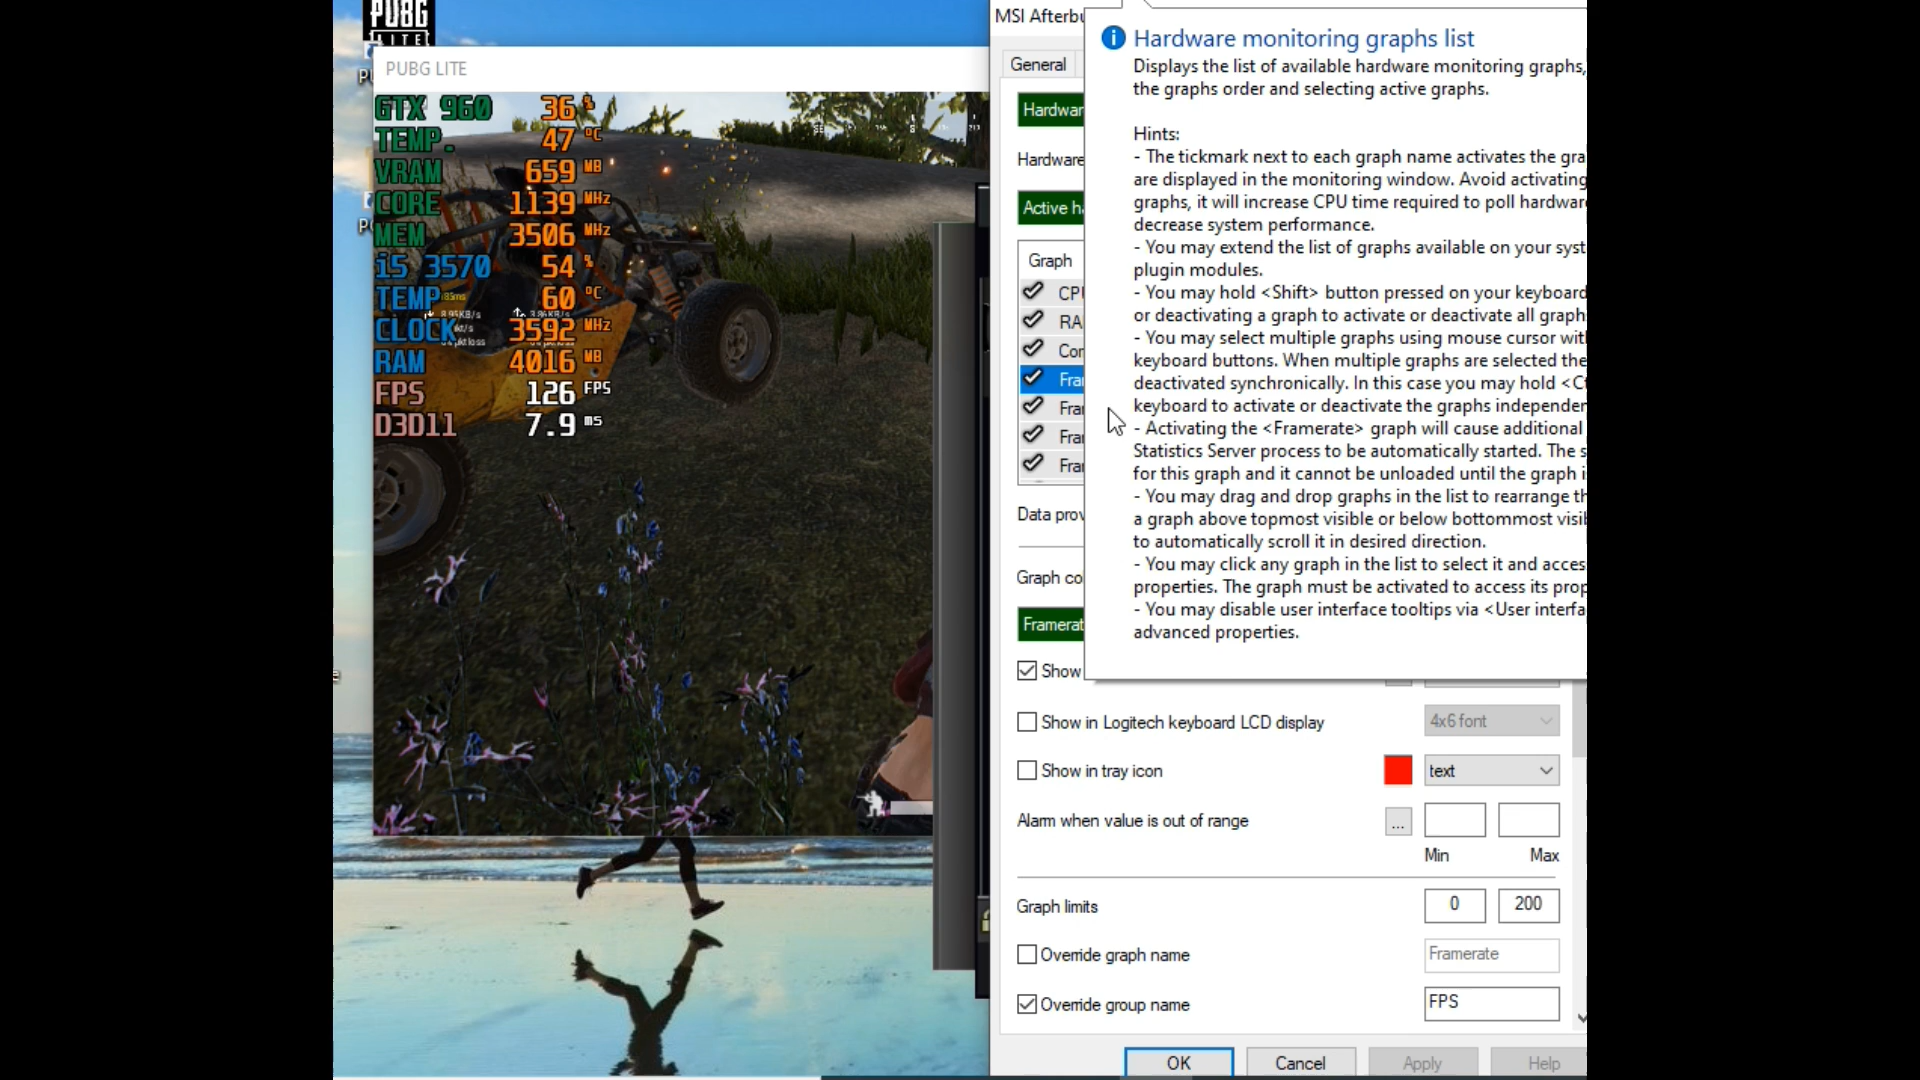 PUBG
LITE
PUBG LITE
GTX 960 36 %
TEMP. 47 °C
VRAM 659 MB
CORE 1139 MHz
MEM 3506 MHz
i5 3570 54 %
TEMP 60 °C
CLOCK 3592 MHz
RAM 4016 MB
FPS 126 FPS
D3D11 7.9 ms
MSI Afterbu
General
Hardwar
Hardware
Active ha
Graph
CPU
RA
Cor
Fra
Fra
Fra
Fra
Data prov
Graph co
Framerat
Hardware monitoring graphs list
Displays the list of available hardware monitoring graphs,
the graphs order and selecting active graphs.
Hints:
- The tickmark next to each graph name activates the gra
are displayed in the monitoring window. Avoid activating
graphs, it will increase CPU time required to poll hardwar
decrease system performance.
- You may extend the list of graphs available on your syst
plugin modules.
- You may hold <Shift> button pressed on your keyboard
or deactivating a graph to activate or deactivate all graph
- You may select multiple graphs using mouse cursor wit
keyboard buttons. When multiple graphs are selected the
deactivated synchronically. In this case you may hold <Ct
keyboard to activate or deactivate the graphs independen
- Activating the <Framerate> graph will cause additional
Statistics Server process to be automatically started. The s
for this graph and it cannot be unloaded until the graph i
- You may drag and drop graphs in the list to rearrange th
a graph above topmost visible or below bottommost visib
to automatically scroll it in desired direction.
- You may click any graph in the list to select it and acces
properties. The graph must be activated to access its prop
- You may disable user interface tooltips via <User interfa
advanced properties.
Show
Show in Logitech keyboard LCD display 4x6 font
Show in tray icon text
Alarm when value is out of range ...
Min Max
Graph limits 0 200
Override graph name Framerate
Override group name FPS
OK Cancel Apply Help